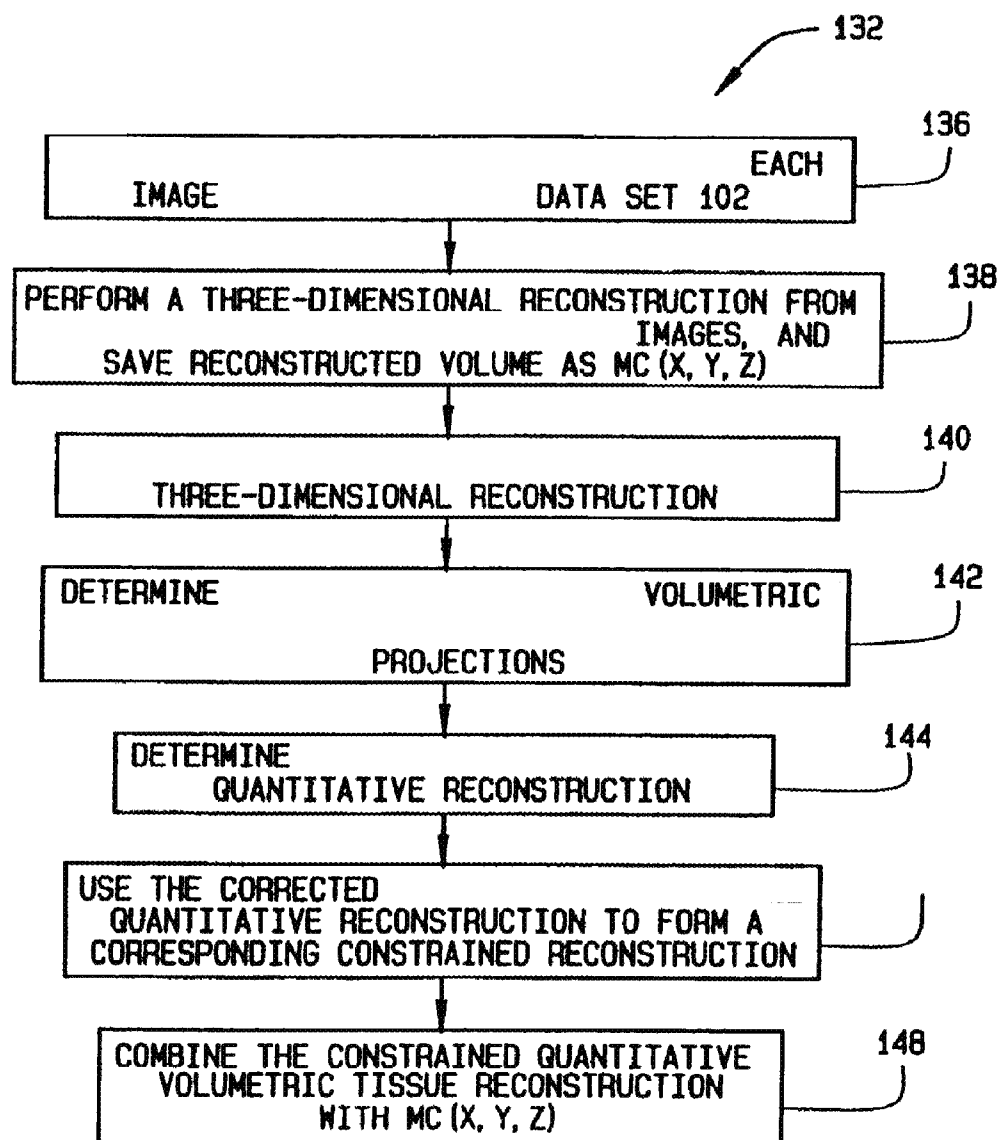 132
136
EACH
IMAGE DATA SET 102
138
PERFORM A THREE-DIMENSIONAL RECONSTRUCTION FROM
IMAGES, AND
SAVE RECONSTRUCTED VOLUME AS MC(X, Y, Z)
140
THREE-DIMENSIONAL RECONSTRUCTION
142
DETERMINE VOLUMETRIC
PROJECTIONS
144
DETERMINE
QUANTITATIVE RECONSTRUCTION
USE THE CORRECTED
QUANTITATIVE RECONSTRUCTION TO FORM A
CORRESPONDING CONSTRAINED RECONSTRUCTION
148
COMBINE THE CONSTRAINED QUANTITATIVE
VOLUMETRIC TISSUE RECONSTRUCTION
WITH MC(X, Y, Z)